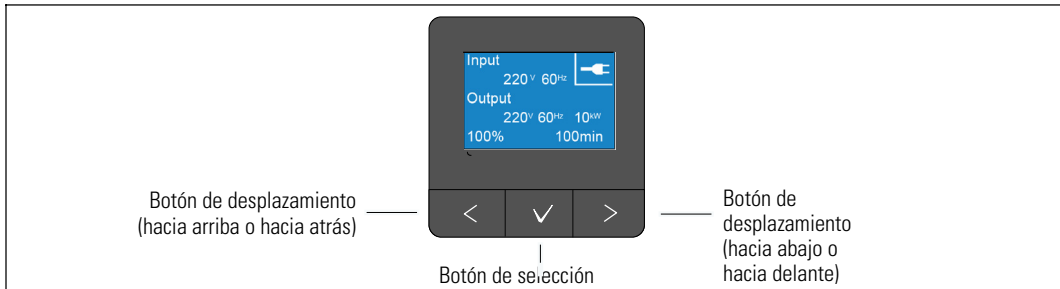 Input
220 V 60Hz
Output
220V 60Hz 10kW
100% 100min
Botón de desplazamiento
(hacia arriba o hacia atrás)
Botón de selección
Botón de
desplazamiento
(hacia abajo o
hacia delante)